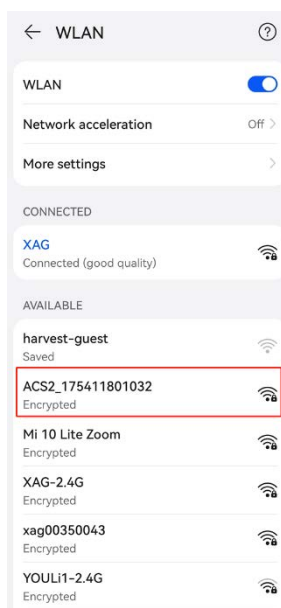 ← WLAN ?
WLAN
Network acceleration Off >
More settings >
CONNECTED
XAG
Connected (good quality)
AVAILABLE
harvest-guest
Saved
ACS2_175411801032
Encrypted
Mi 10 Lite Zoom
Encrypted
XAG-2.4G
Encrypted
xag00350043
Encrypted
YOULi1-2.4G
Encrypted